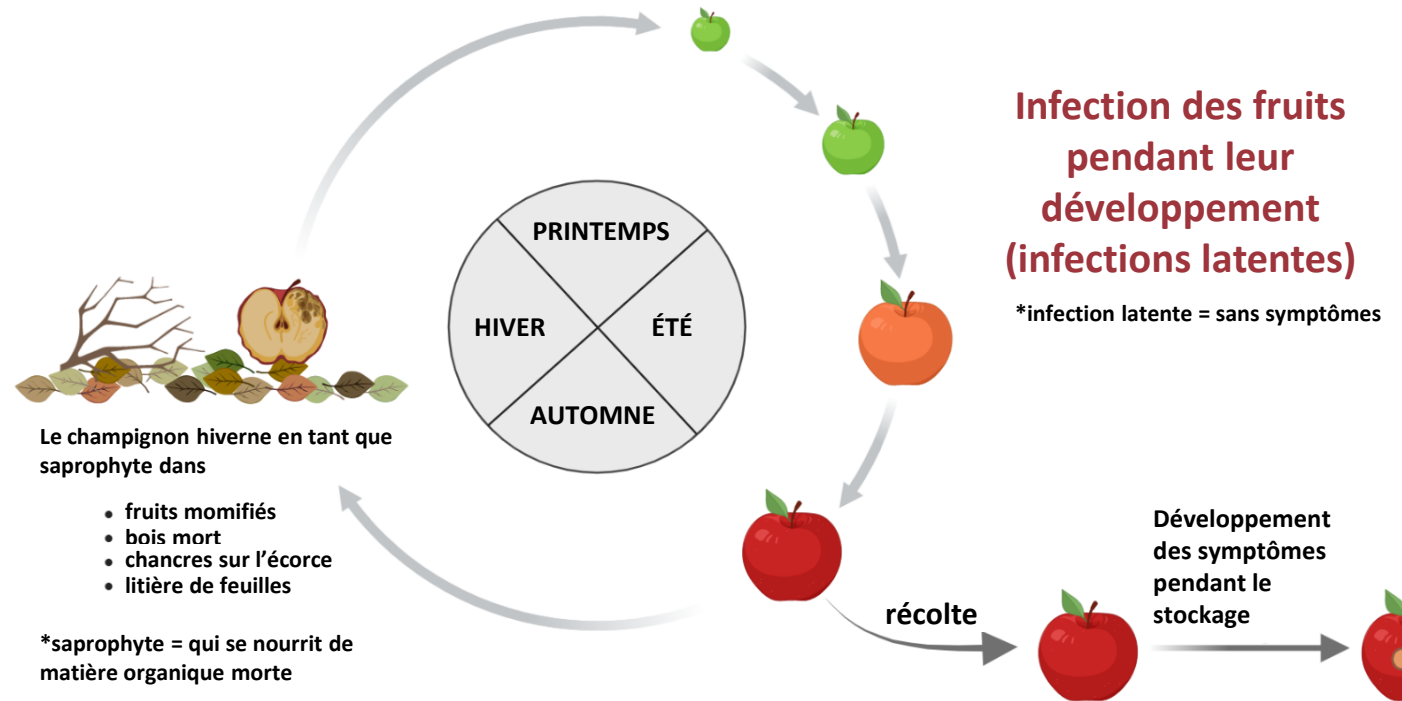 Infection des fruits
pendant leur
développement
(infections latentes)
*infection latente = sans symptômes
PRINTEMPS
HIVER
ÉTÉ
AUTOMNE
Le champignon hiverne en tant que
saprophyte dans
• fruits momifiés
• bois mort
• chancres sur l’écorce
• litière de feuilles
*saprophyte = qui se nourrit de
matière organique morte
récolte
Développement
des symptômes
pendant le
stockage